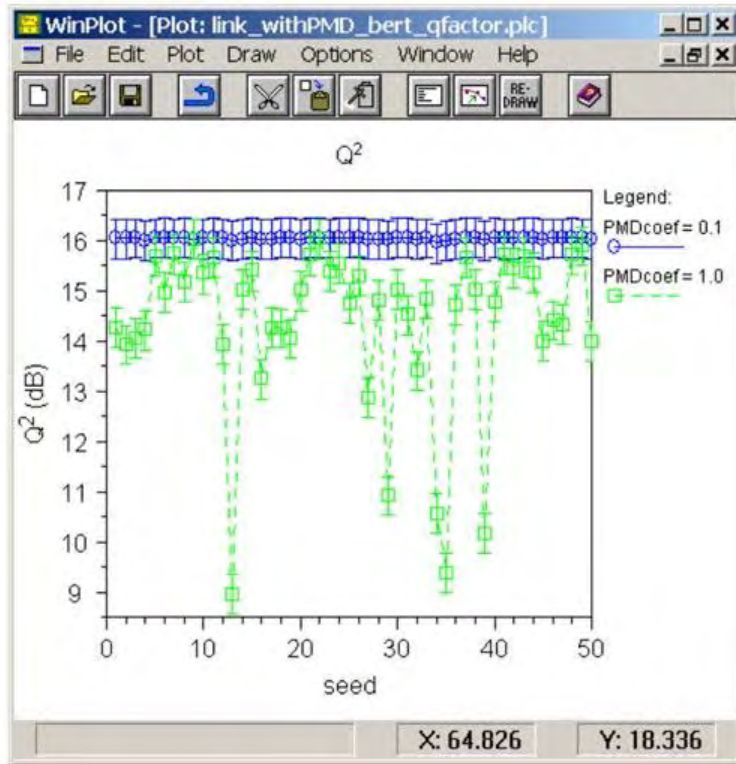 WinPlot - [Plot: link_withPMD_bert_qfactor.plc]
File Edit Plot Draw Options Window Help
RE-
DRAW
Q²
17
16
15
14
13
12
11
10
9
Q² (dB)
0 10 20 30 40 50
seed
Legend:
PMDcoef= 0.1
PMDcoef= 1.0
X: 64.826 Y: 18.336